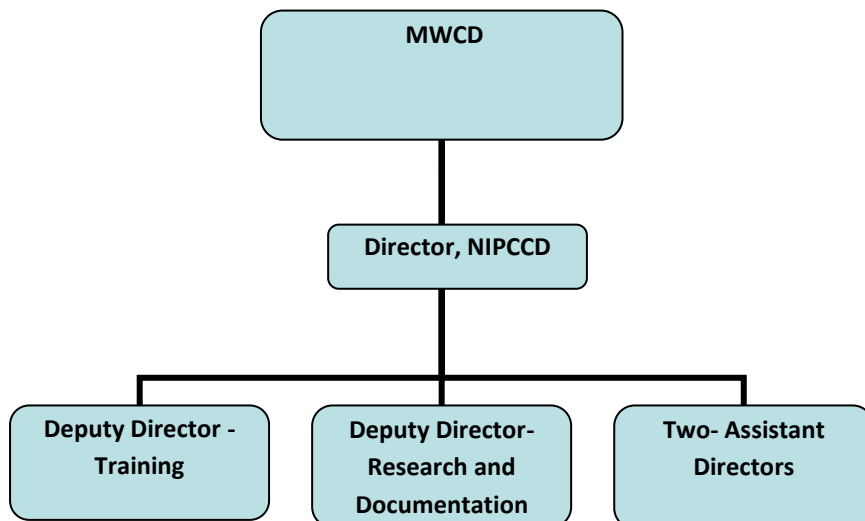 MWCD
Director, NIPCCD
Deputy Director -
Training
Deputy Director-
Research and
Documentation
Two- Assistant
Directors